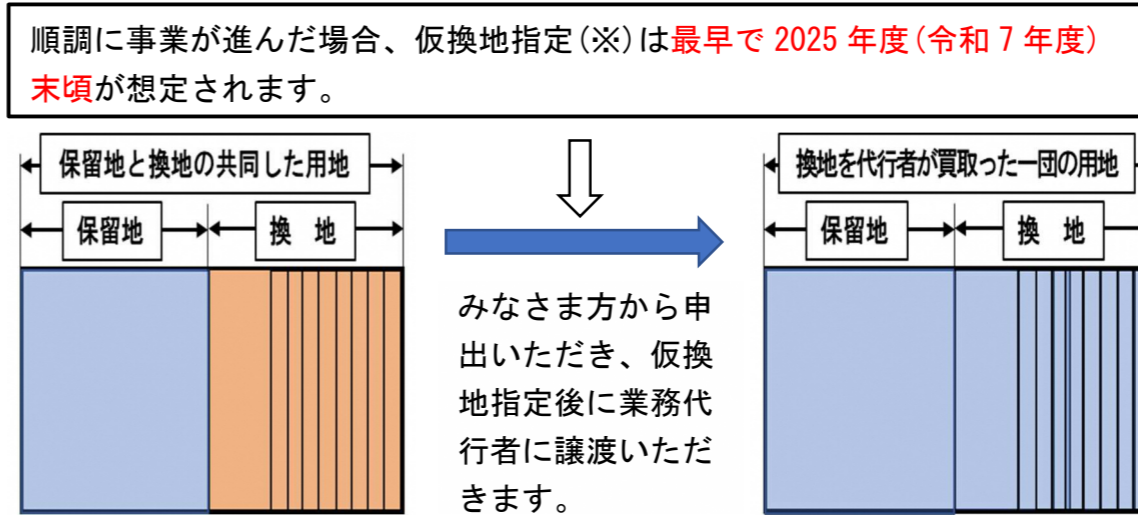 順調に事業が進んだ場合、仮換地指定(※)は最早で 2025 年度(令和 7 年度)
末頃が想定されます。
保留地と換地の共同した用地
保留地
換 地
みなさま方から申
出いただき、仮換
地指定後に業務代
行者に譲渡いただ
きます。
換地を代行者が買取った一団の用地
保留地
換 地